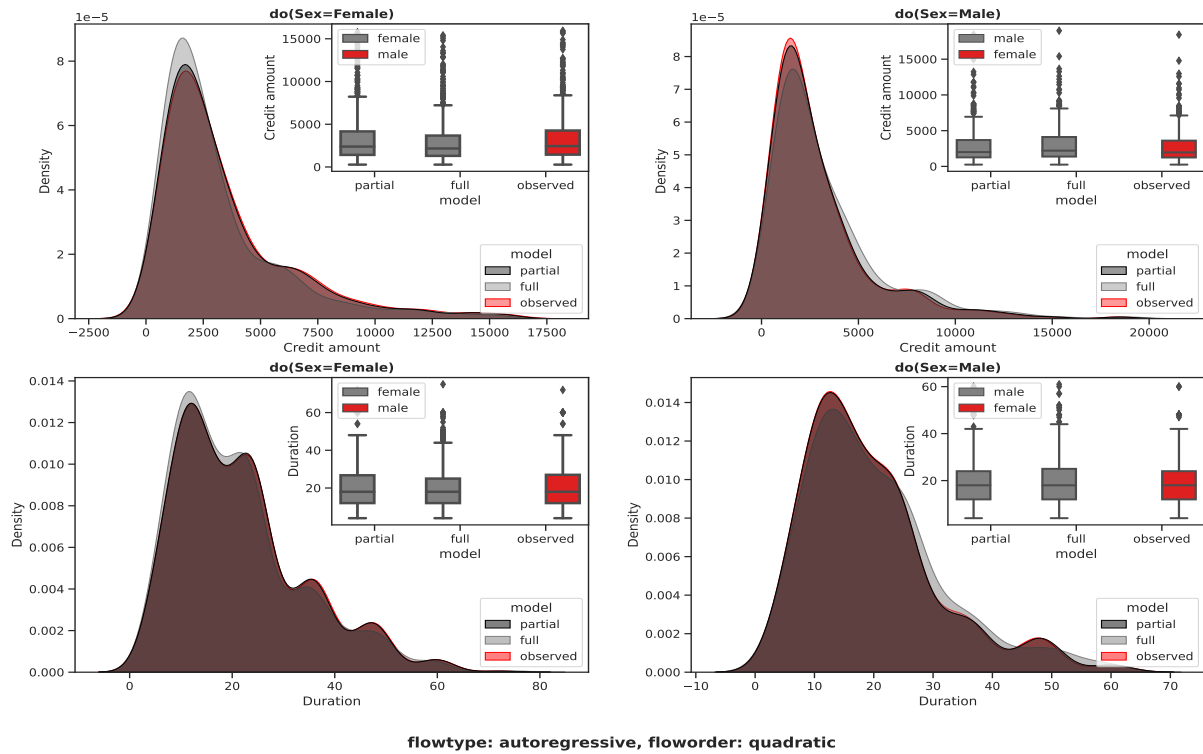 do(Sex=Female)
1e−5
Density
8
6
4
2
0
−2500 0 2500 5000 7500 10000 12500 15000 17500
Credit amount
Credit amount
15000
10000
5000
0
female
male
partial full observed
model
model
partial
full
observed
do(Sex=Male)
1e−5
Density
8
7
6
5
4
3
2
1
0
0 5000 10000 15000 20000
Credit amount
Credit amount
15000
10000
5000
0
male
female
partial full observed
model
model
partial
full
observed
do(Sex=Female)
Density
0.014
0.012
0.010
0.008
0.006
0.004
0.002
0.000
0 20 40 60 80
Duration
Duration
60
40
20
female
male
partial full observed
model
model
partial
full
observed
do(Sex=Male)
Density
0.014
0.012
0.010
0.008
0.006
0.004
0.002
0.000
−10 0 10 20 30 40 50 60 70
Duration
Duration
60
40
20
male
female
partial full observed
model
model
partial
full
observed
flowtype: autoregressive, floworder: quadratic